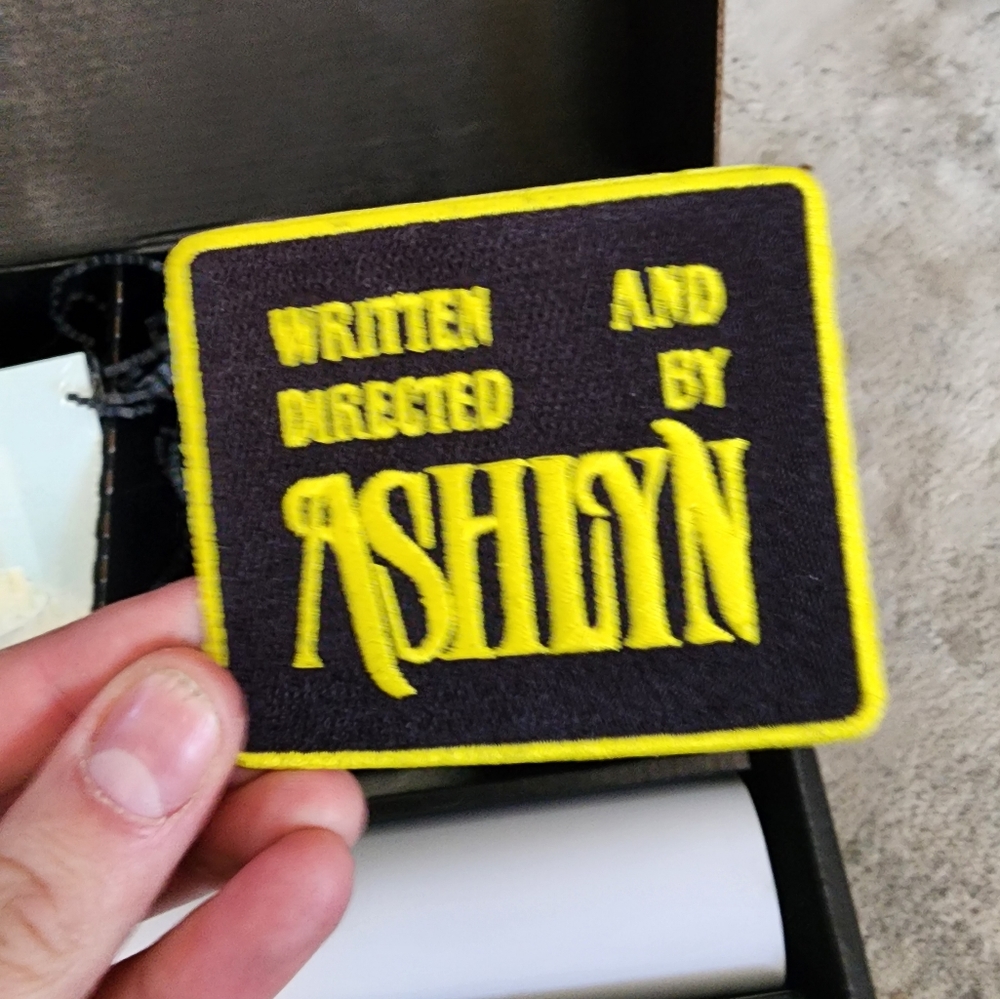 WRITTEN AND
DIRECTED BY
ASHLYN